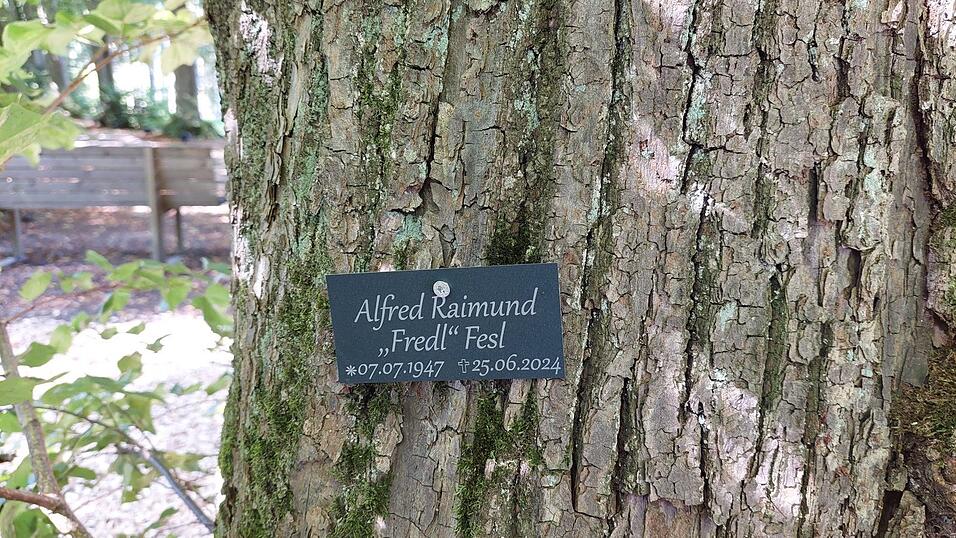 Alfred Raimund
„Fredl“ Fesl
*07.07.1947 ✝25.06.2024